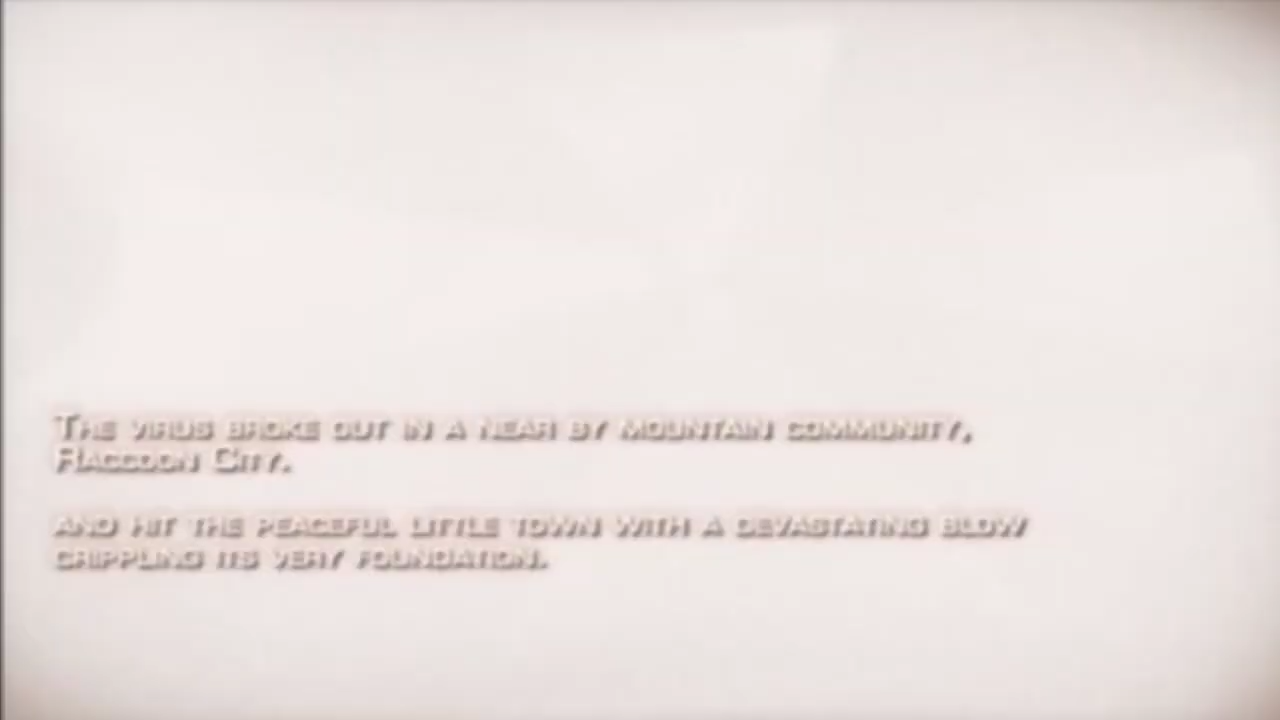 The virus broke out in a near by mountain community,
Raccoon City.
and hit the peaceful little town with a devastating blow
crippling its very foundation.